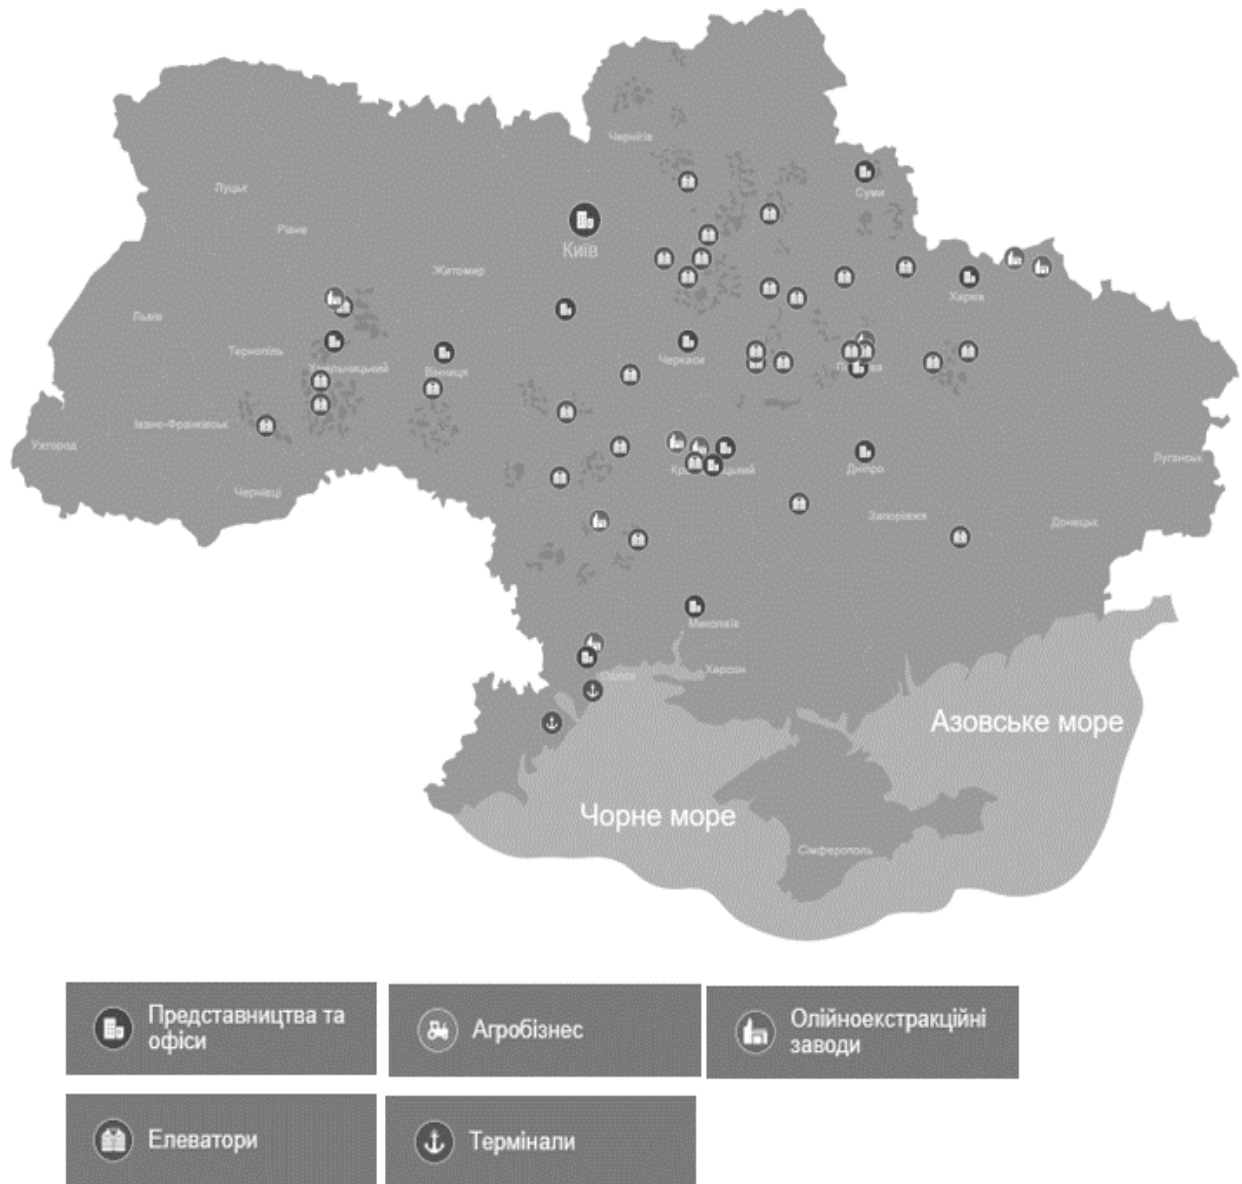 Чернігів
Луцьк
Суми
Рівне
Київ
Житомир
Харків
Львів
Тернопіль
Черкаси
Хмельницький
Вінниця
Івано-Франківськ
Ужгород
Луганськ
Дніпро
Чернівці
Запоріжжя
Донецьк
Миколаїв
Херсон
Одеса
Азовське море
Чорне море
Сімферополь
Представництва та
офіси
Агробізнес
Олійноекстракційні
заводи
Елеватори
Термінали